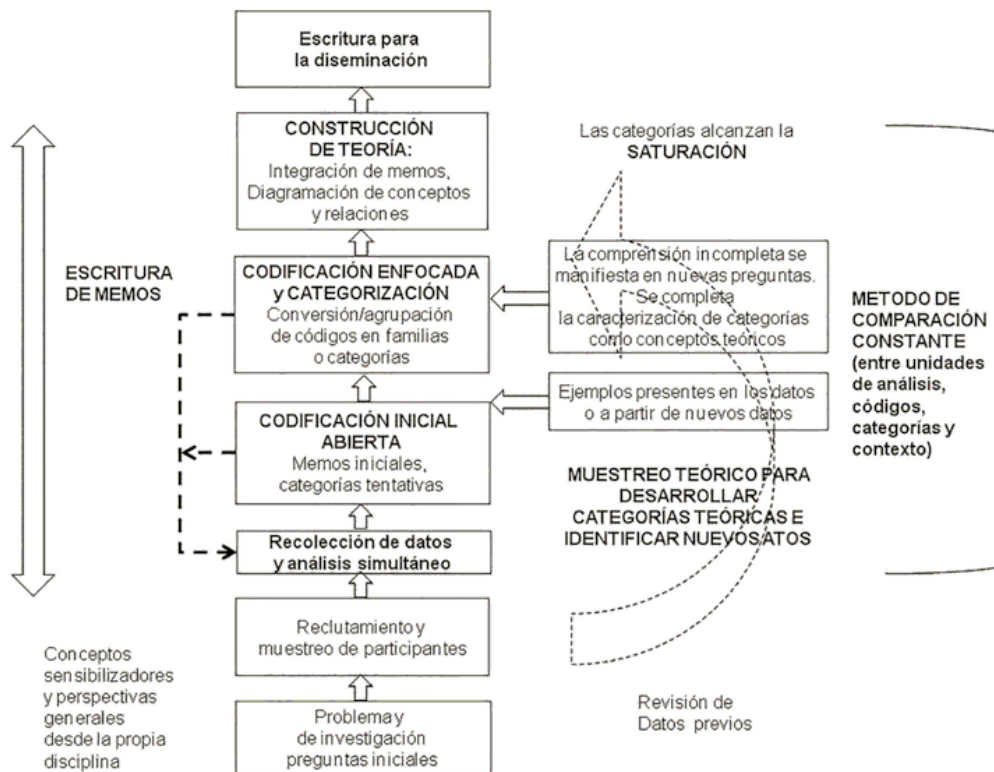 Escritura para
la diseminación
CONSTRUCCIÓN
DE TEORÍA:
Integración de memos,
Diagramación de conceptos
y relaciones
Las categorías alcanzan la
SATURACIÓN
ESCRITURA
DE MEMOS
CODIFICACIÓN ENFOCADA
y CATEGORIZACIÓN
Conversión/agrupación
de códigos en familias
o categorías
La comprensión incompleta se
manifiesta en nuevas preguntas.
Se completa
la caracterización de categorías
como conceptos teóricos
METODO DE
COMPARACIÓN
CONSTANTE
(entre unidades
de análisis,
códigos,
categorías y
contexto)
CODIFICACIÓN INICIAL
ABIERTA
Memos iniciales,
categorías tentativas
Ejemplos presentes en los datos
o a partir de nuevos datos
MUESTREO TEÓRICO PARA
DESARROLLAR
CATEGORÍAS TEÓRICAS E
IDENTIFICAR NUEVOSATOS
Recolección de datos
y análisis simultáneo
Reclutamiento y
muestreo de participantes
Conceptos
sensibilizadores
y perspectivas
generales
desde la propia
disciplina
Problema y
de investigación
preguntas iniciales
Revisión de
Datos previos